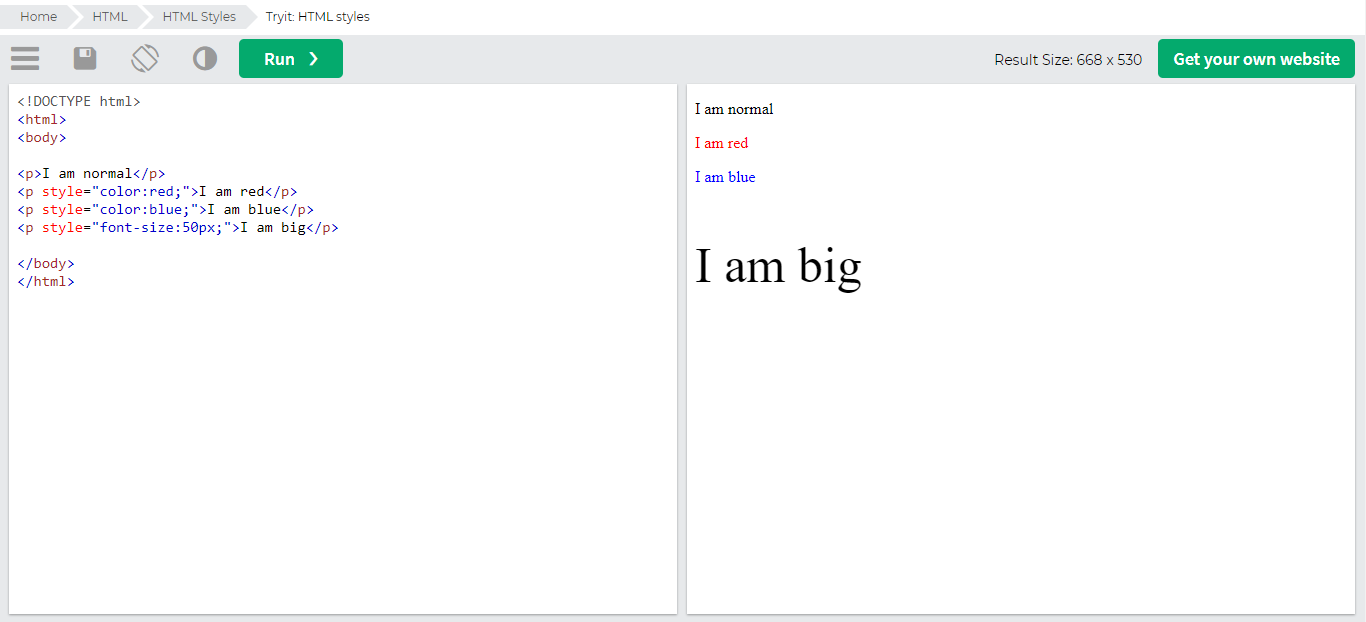 Home HTML HTML Styles Tryit: HTML styles
Run ❯ Result Size: 668 x 530 Get your own website
<!DOCTYPE html>
<html>
<body>
<p>I am normal</p>
<p style="color:red;">I am red</p>
<p style="color:blue;">I am blue</p>
<p style="font-size:50px;">I am big</p>
</body>
</html>
I am normal
I am red
I am blue
I am big